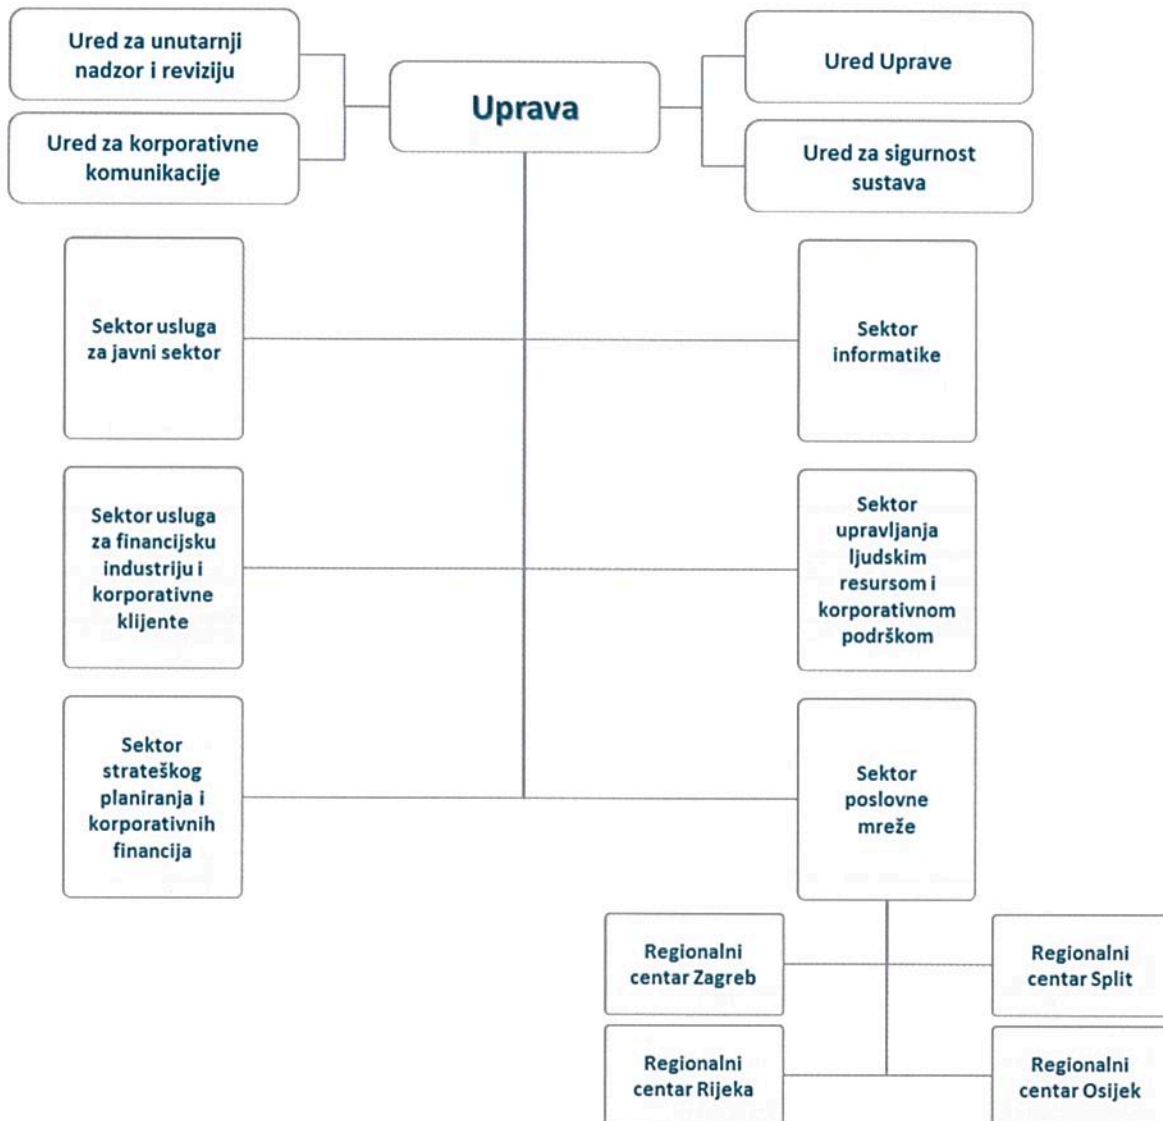 Ured za unutarnji
nadzor i reviziju
Ured za korporativne
komunikacije
Uprava
Ured Uprave
Ured za sigurnost
sustava
Sektor usluga
za javni sektor
Sektor
informatike
Sektor usluga
za financijsku
industriju i
korporativne
klijente
Sektor
upravljanja
ljudskim
resursom i
korporativnom
podrškom
Sektor
strateškog
planiranja i
korporativnih
financija
Sektor
poslovne
mreže
Regionalni
centar Zagreb
Regionalni
centar Split
Regionalni
centar Rijeka
Regionalni
centar Osijek